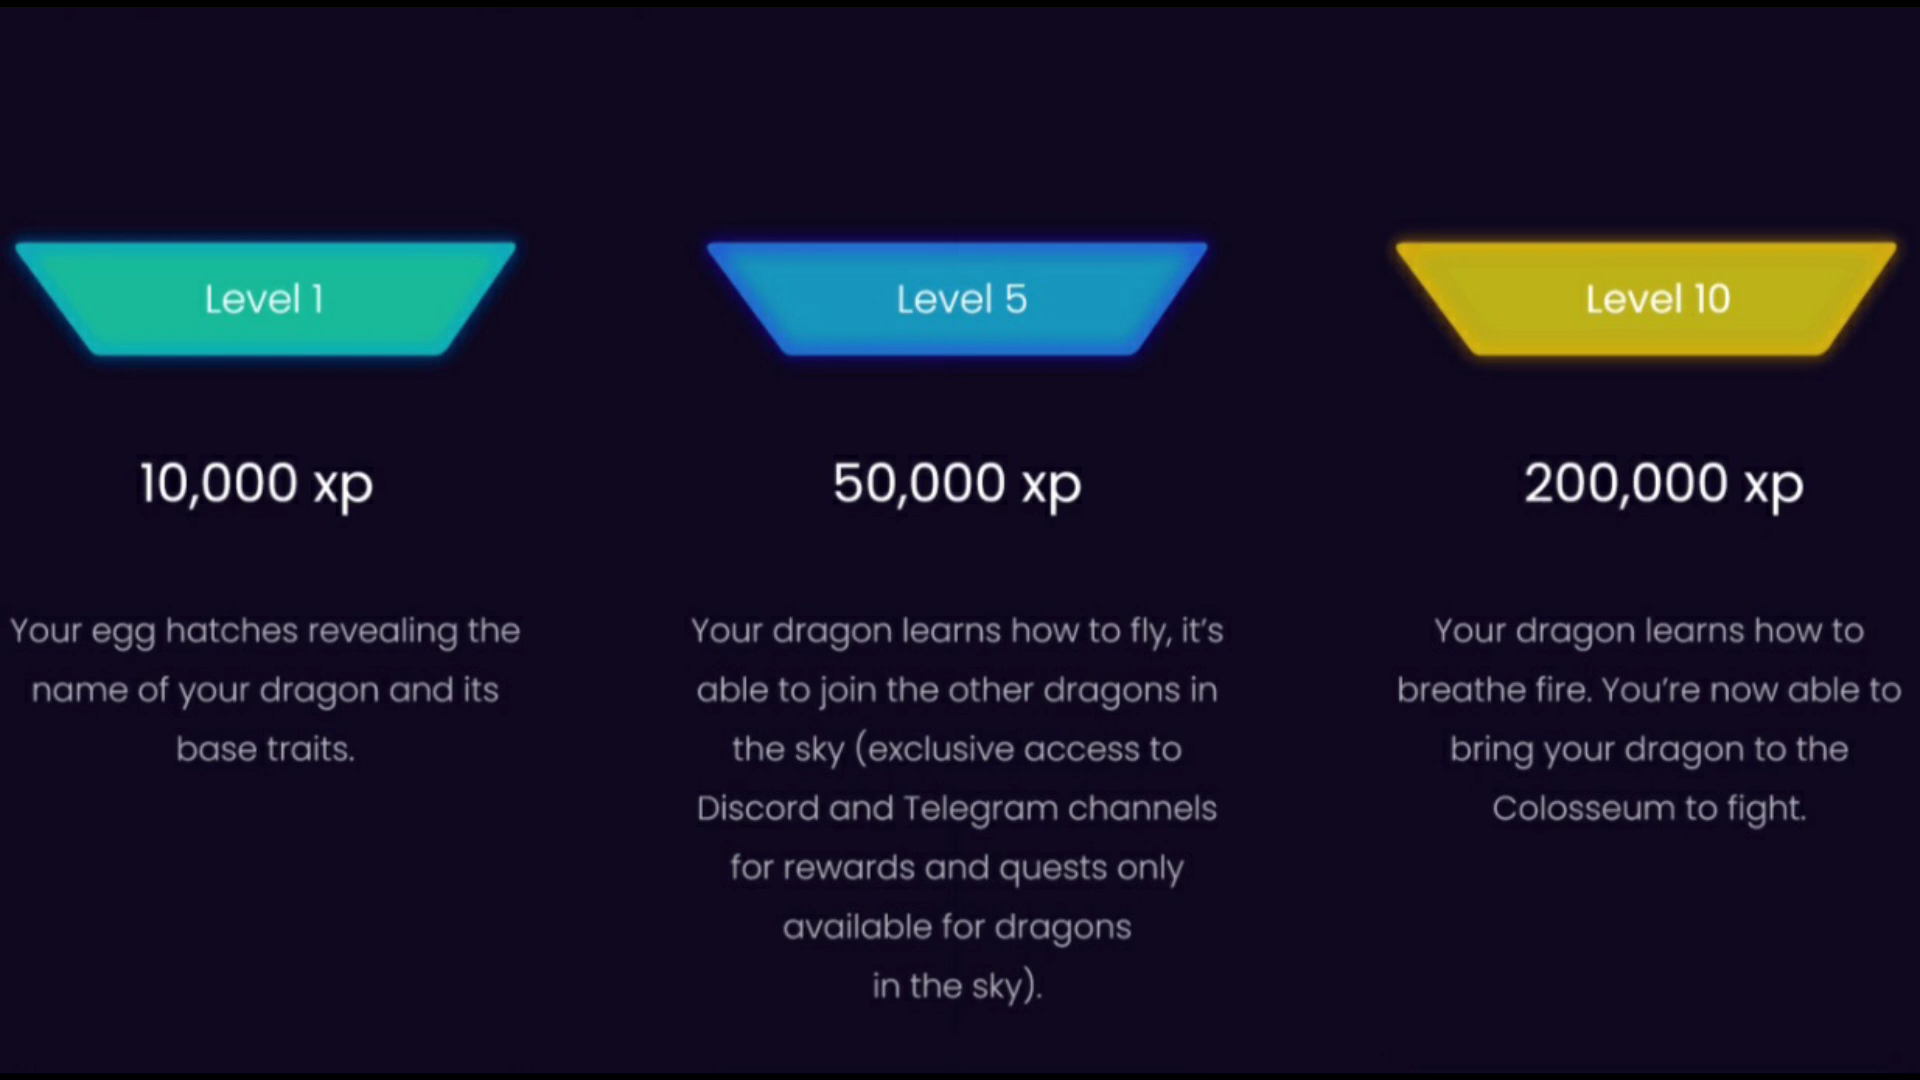 Level 1
10,000 xp
Your egg hatches revealing the
name of your dragon and its
base traits.
Level 5
50,000 xp
Your dragon learns how to fly, it's
able to join the other dragons in
the sky (exclusive access to
Discord and Telegram channels
for rewards and quests only
available for dragons
in the sky).
Level 10
200,000 xp
Your dragon learns how to
breathe fire. You're now able to
bring your dragon to the
Colosseum to fight.